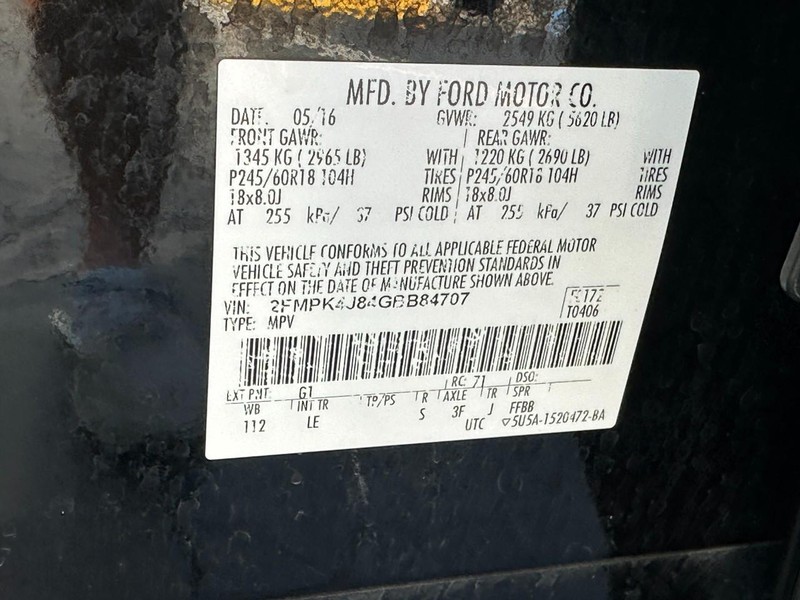 MFD. BY FORD MOTOR CO.
DATE: 05/16 GVWR: 2549 KG ( 5620 LB)
FRONT GAWR: REAR GAWR:
1345 KG ( 2965 LB) WITH 1220 KG ( 2690 LB) WITH
P245/60R18 104H TIRES P245/60R18 104H TIRES
18x8.0J RIMS 18x8.0J RIMS
AT 255 kPa/ 37 PSI COLD AT 255 kPa/ 37 PSI COLD
THIS VEHICLE CONFORMS TO ALL APPLICABLE FEDERAL MOTOR
VEHICLE SAFETY AND THEFT PREVENTION STANDARDS IN
EFFECT ON THE DATE OF MANUFACTURE SHOWN ABOVE.
VIN: 2FMPK4J84GBB84707
TYPE: MPV T0406
EXT PNT: G1 RC: 71 DSO:
WB INT TR TP/PS R AXLE TR SPR
112 LE S 3F J FFBB
UTC ▽5U5A-1520472-BA